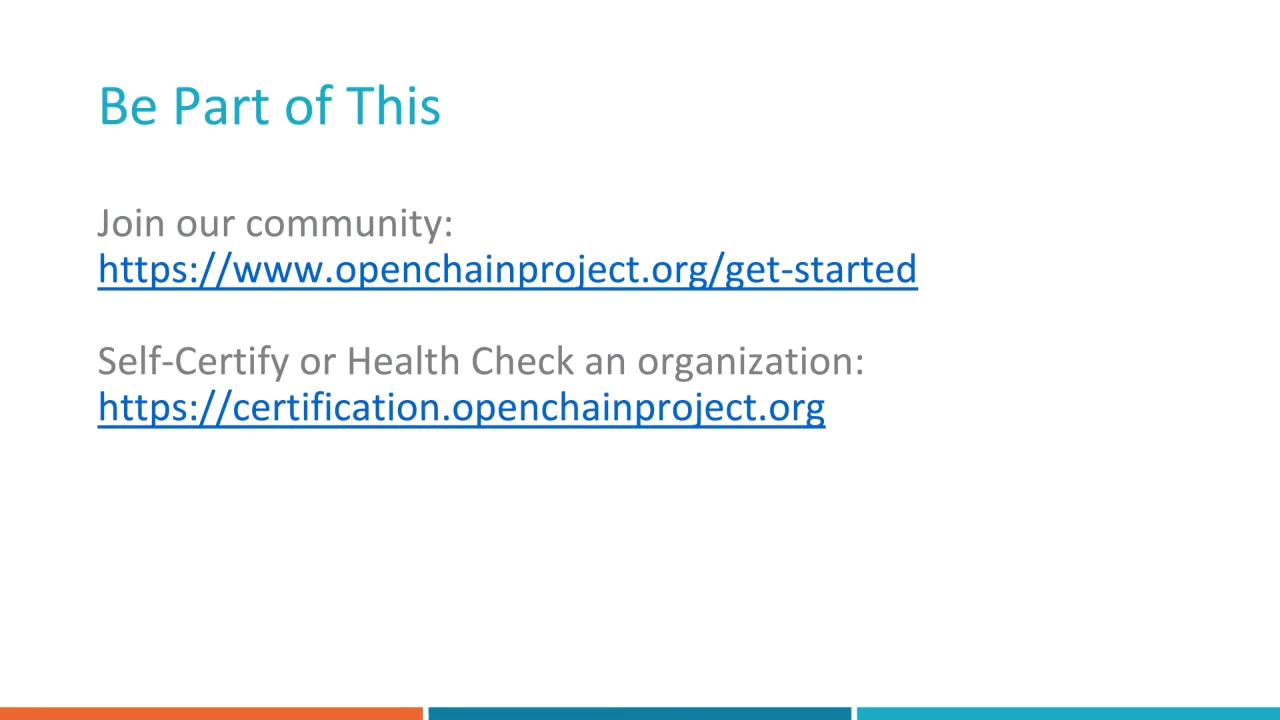 Be Part of This
Join our community:
https://www.openchainproject.org/get-started
Self-Certify or Health Check an organization:
https://certification.openchainproject.org